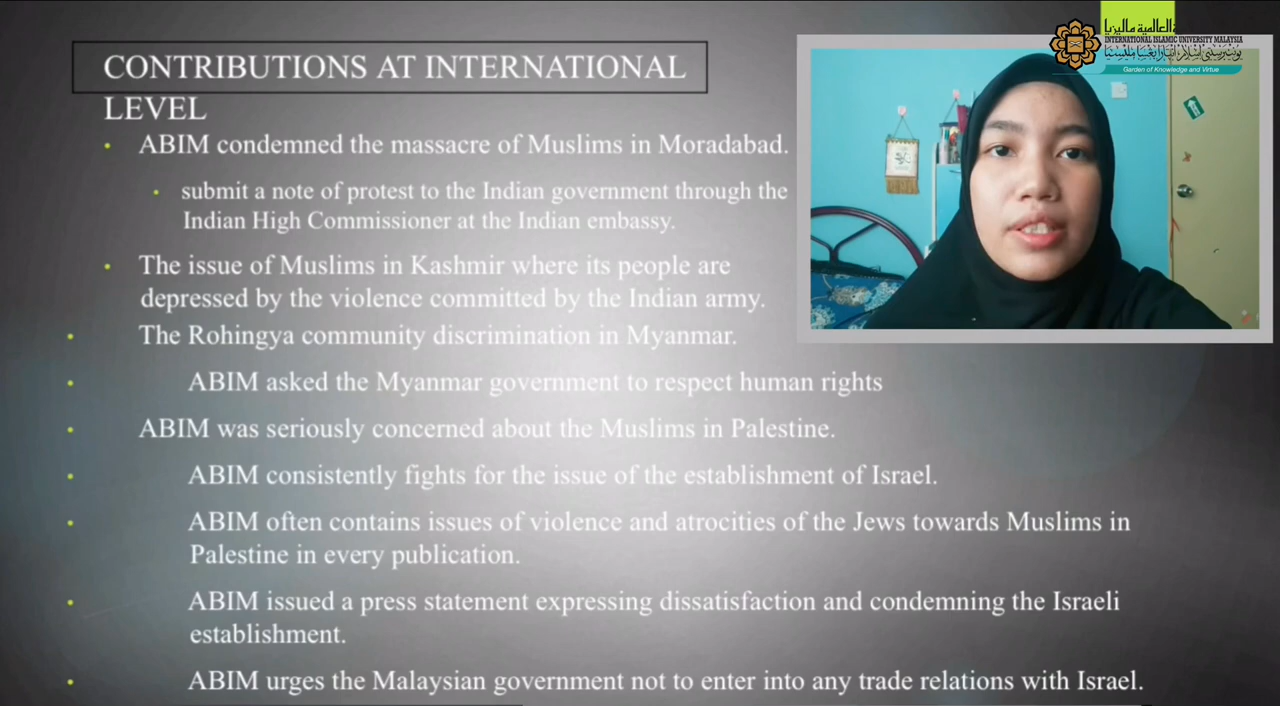 العالمية ماليزيا
INTERNATIONAL ISLAMIC UNIVERSITY MALAYSIA
Garden of Knowledge and Virtue
CONTRIBUTIONS AT INTERNATIONAL
LEVEL
• ABIM condemned the massacre of Muslims in Moradabad.
• submit a note of protest to the Indian government through the
Indian High Commissioner at the Indian embassy.
• The issue of Muslims in Kashmir where its people are
depressed by the violence committed by the Indian army.
• The Rohingya community discrimination in Myanmar.
• ABIM asked the Myanmar government to respect human rights
• ABIM was seriously concerned about the Muslims in Palestine.
• ABIM consistently fights for the issue of the establishment of Israel.
• ABIM often contains issues of violence and atrocities of the Jews towards Muslims in
Palestine in every publication.
• ABIM issued a press statement expressing dissatisfaction and condemning the Israeli
establishment.
• ABIM urges the Malaysian government not to enter into any trade relations with Israel.